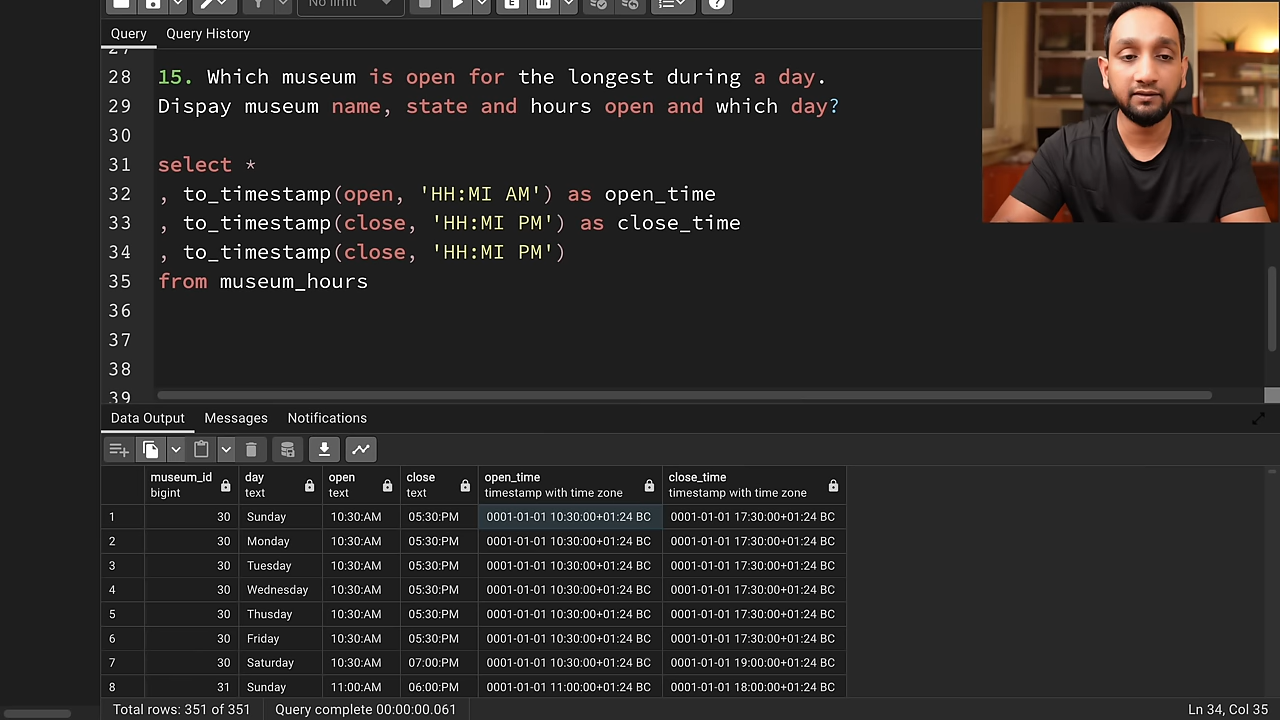 No limit
Query Query History
27
28 15. Which museum is open for the longest during a day.
29 Dispay museum name, state and hours open and which day?
30
31 select *
32 , to_timestamp(open, 'HH:MI AM') as open_time
33 , to_timestamp(close, 'HH:MI PM') as close_time
34 , to_timestamp(close, 'HH:MI PM')
35 from museum_hours
36
37
38
39
Data Output Messages Notifications
museum_id day open close open_time close_time
bigint text text text timestamp with time zone timestamp with time zone
1 30 Sunday 10:30:AM 05:30:PM 0001-01-01 10:30:00+01:24 BC 0001-01-01 17:30:00+01:24 BC
2 30 Monday 10:30:AM 05:30:PM 0001-01-01 10:30:00+01:24 BC 0001-01-01 17:30:00+01:24 BC
3 30 Tuesday 10:30:AM 05:30:PM 0001-01-01 10:30:00+01:24 BC 0001-01-01 17:30:00+01:24 BC
4 30 Wednesday 10:30:AM 05:30:PM 0001-01-01 10:30:00+01:24 BC 0001-01-01 17:30:00+01:24 BC
5 30 Thusday 10:30:AM 05:30:PM 0001-01-01 10:30:00+01:24 BC 0001-01-01 17:30:00+01:24 BC
6 30 Friday 10:30:AM 05:30:PM 0001-01-01 10:30:00+01:24 BC 0001-01-01 17:30:00+01:24 BC
7 30 Saturday 10:30:AM 07:00:PM 0001-01-01 10:30:00+01:24 BC 0001-01-01 19:00:00+01:24 BC
8 31 Sunday 11:00:AM 06:00:PM 0001-01-01 11:00:00+01:24 BC 0001-01-01 18:00:00+01:24 BC
Total rows: 351 of 351 Query complete 00:00:00.061 Ln 34, Col 35